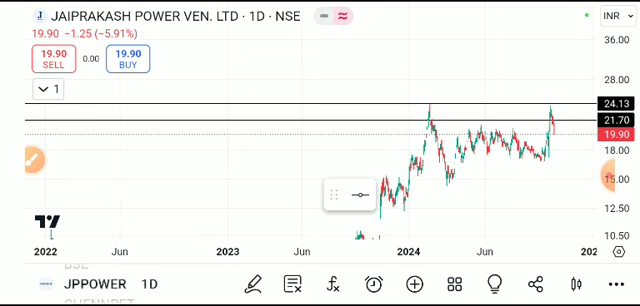 JAIPRAKASH POWER VEN. LTD · 1D · NSE
INR
19.90 −1.25 (−5.91%)
19.90 SELL
0.00
19.90 BUY
1
36.00
28.00
24.13
21.70
19.90
18.00
15.00
12.50
10.50
2022
Jun
2023
Jun
2024
Jun
202
JPPOWER 1D